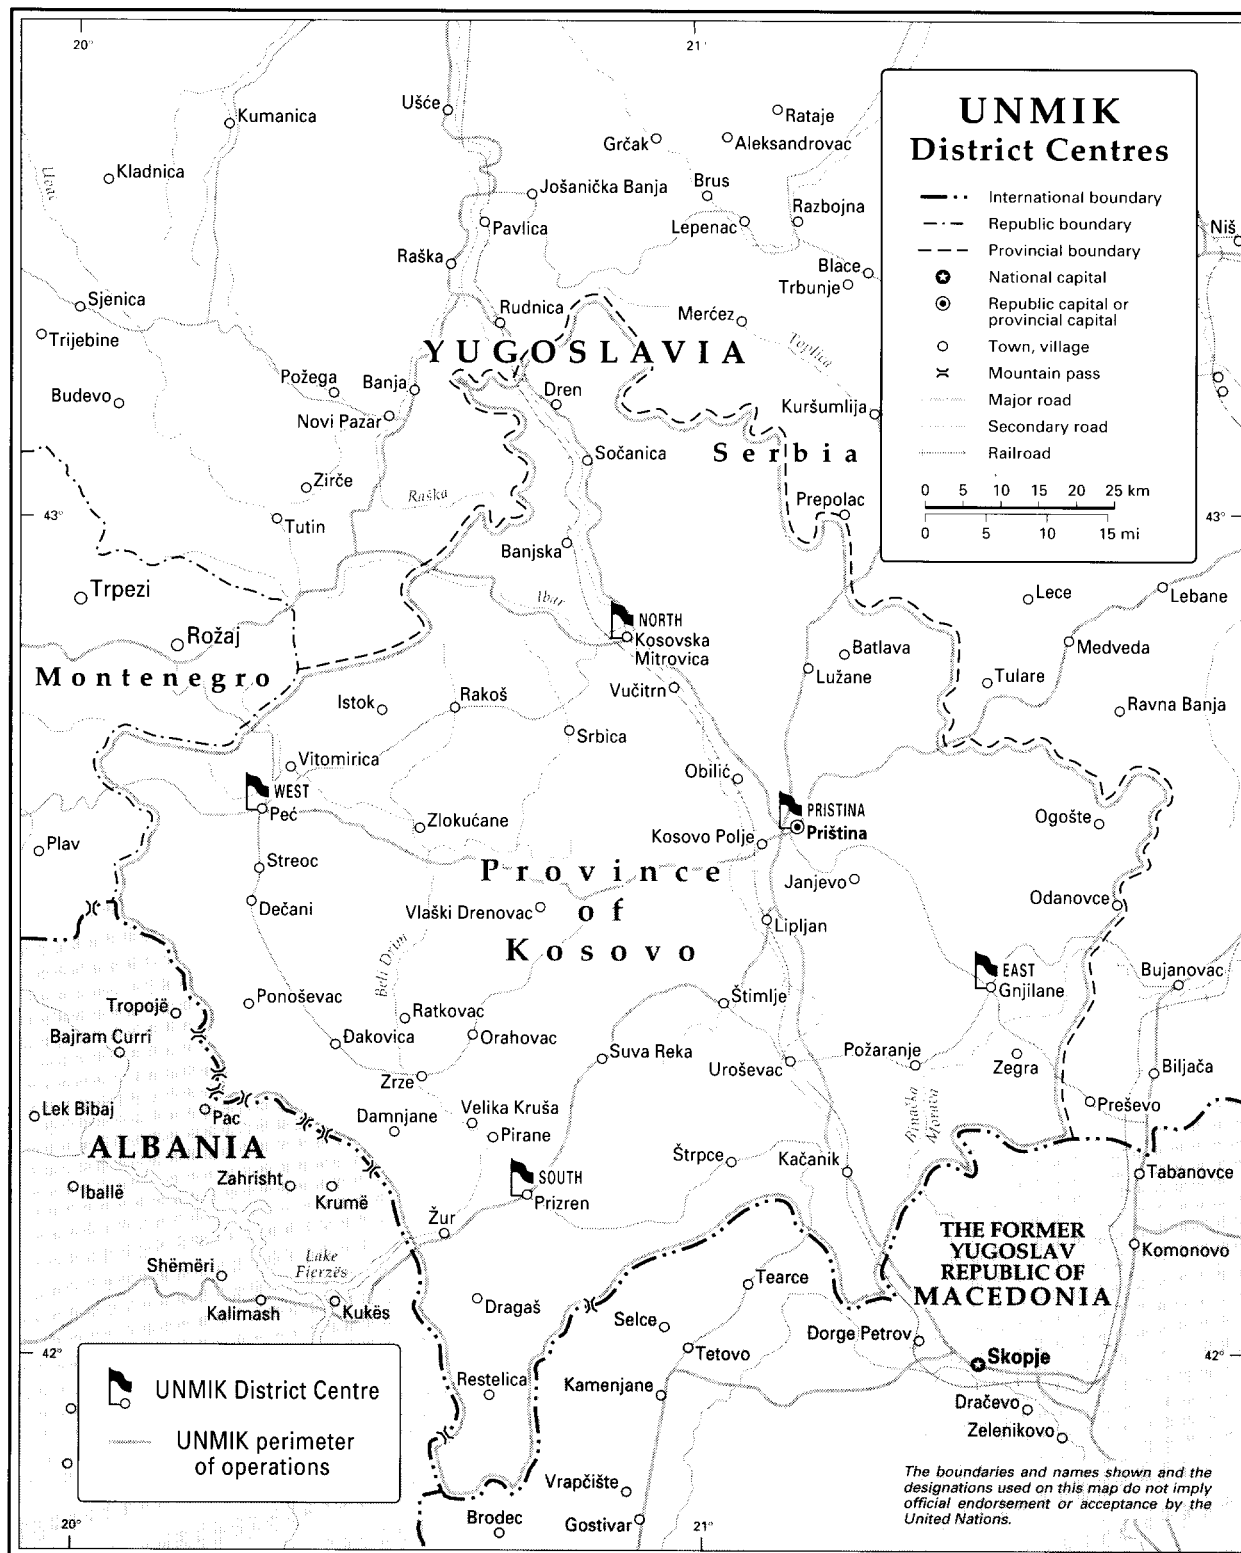 20°
21°
UNMIK
District Centres
International boundary
Republic boundary
Provincial boundary
National capital
Republic capital or
provincial capital
Town, village
Mountain pass
Major road
Secondary road
Railroad
0 5 10 15 20 25 km
0 5 10 15 mi
Ušće
Kumanica
Rataje
Grčak
Aleksandrovac
Kladnica
Uvac
Jošanička Banja
Brus
Razbojna
Pavlica
Lepenac
Niš
Raška
Blace
Trbunje
Sjenica
Rudnica
Merćez
Trijebine
YUGOSLAVIA
Toplica
Požega
Banja
Budevo
Dren
Novi Pazar
Kuršumlija
Sočanica
Serbia
Zirče
Raška
Prepolac
43°
43°
Tutin
Banjska
Trpezi
Ibar
Lece
Lebane
NORTH
Kosovska
Mitrovica
Rožaj
Batlava
Medveda
Montenegro
Lužane
Tulare
Vučitrn
Istok
Rakoš
Ravna Banja
Srbica
Vitomirica
Obilić
WEST
Peć
PRISTINA
Priština
Zlokućane
Kosovo Polje
Ogošte
Plav
Streoc
Province
of
Kosovo
Janjevo
Dečani
Vlaški Drenovac
Odanovce
Lipljan
Beli Drim
EAST
Gnjilane
Bujanovac
Ponoševac
Štimlje
Tropojë
Ratkovac
Bajram Curri
Đakovica
Orahovac
Suva Reka
Uroševac
Požaranje
Zegra
Biljača
Zrze
Lek Bibaj
Pac
Damnjane
Velika Kruša
Preševo
Binačka
Morava
Pirane
ALBANIA
Štrpce
Kačanik
Iballë
Zahrisht
Krumë
SOUTH
Prizren
Tabanovce
Žur
THE FORMER
YUGOSLAV
REPUBLIC OF
MACEDONIA
Komonovo
Lake
Fierzës
Shëmëri
Tearce
Kalimash
Kukës
Dragaš
Selce
Đorge Petrov
42°
42°
Tetovo
Skopje
UNMIK District Centre
UNMIK perimeter
of operations
Restelica
Kamenjane
Dračevo
Zelenikovo
Vrapčište
Brodec
Gostivar
The boundaries and names shown and the
designations used on this map do not imply
official endorsement or acceptance by the
United Nations.
20°
21°